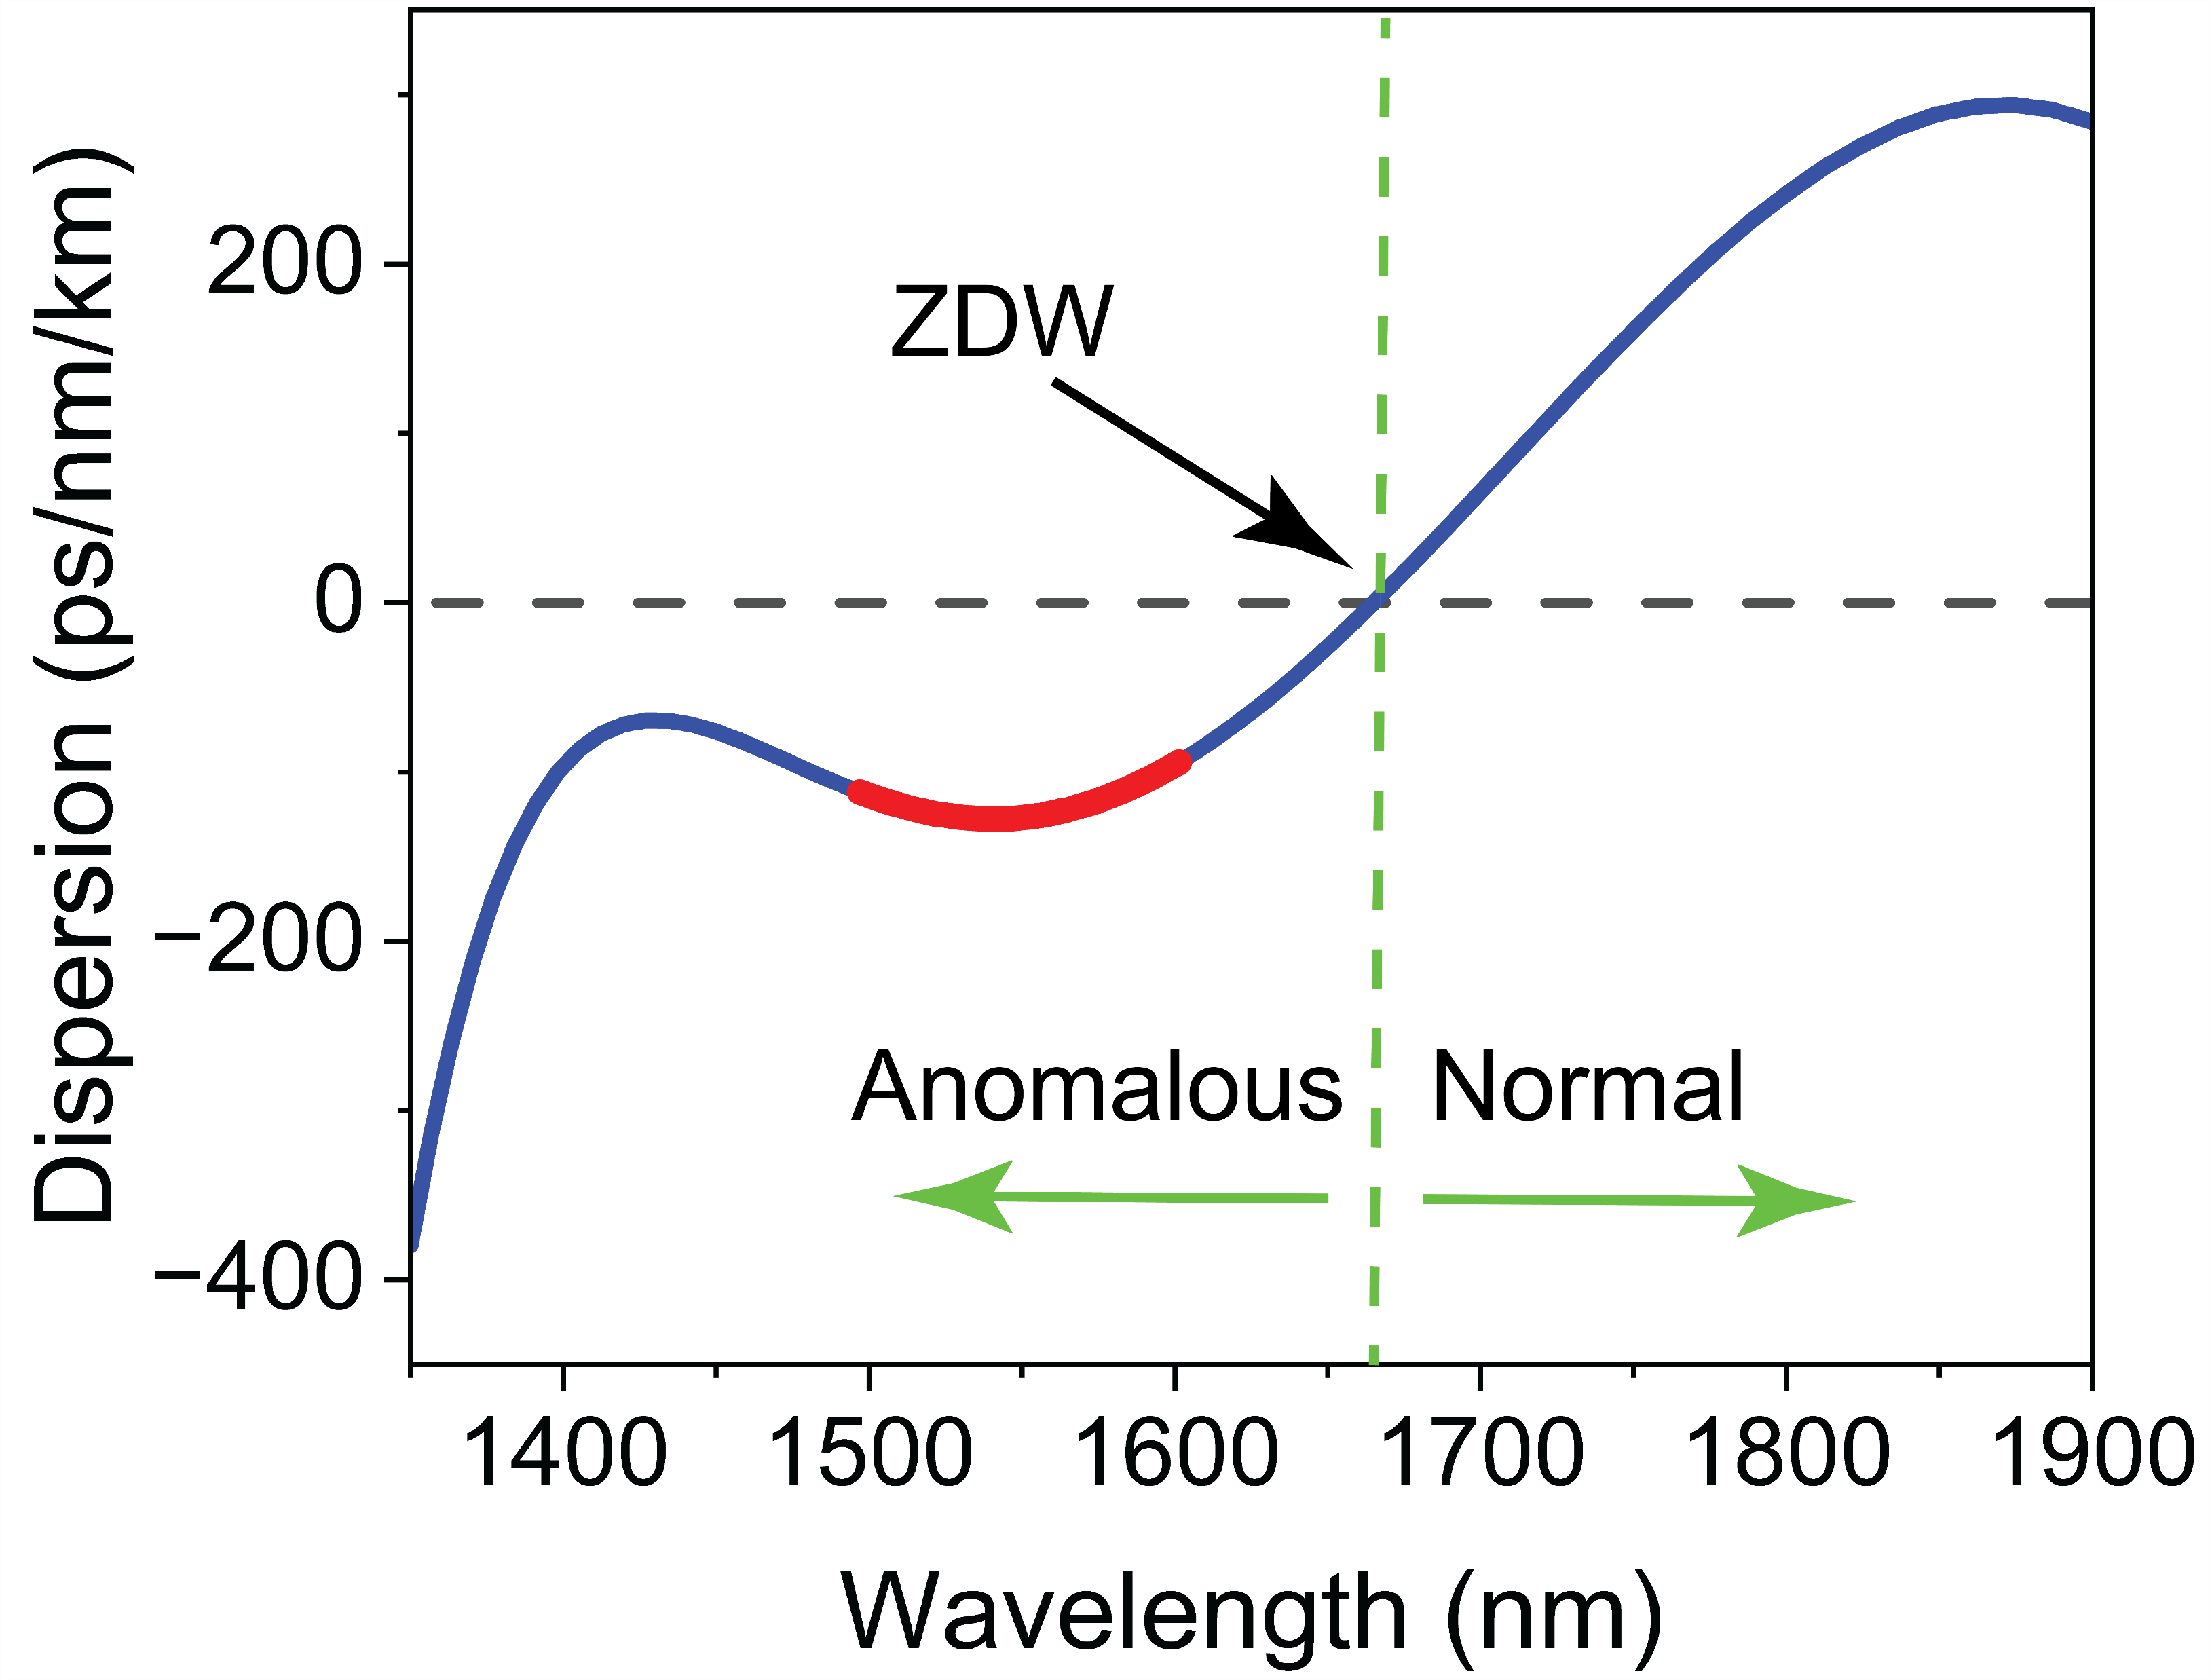 Dispersion (ps/nm/km)
200
0
−200
−400
ZDW
Anomalous
Normal
1400
1500
1600
1700
1800
1900
Wavelength (nm)